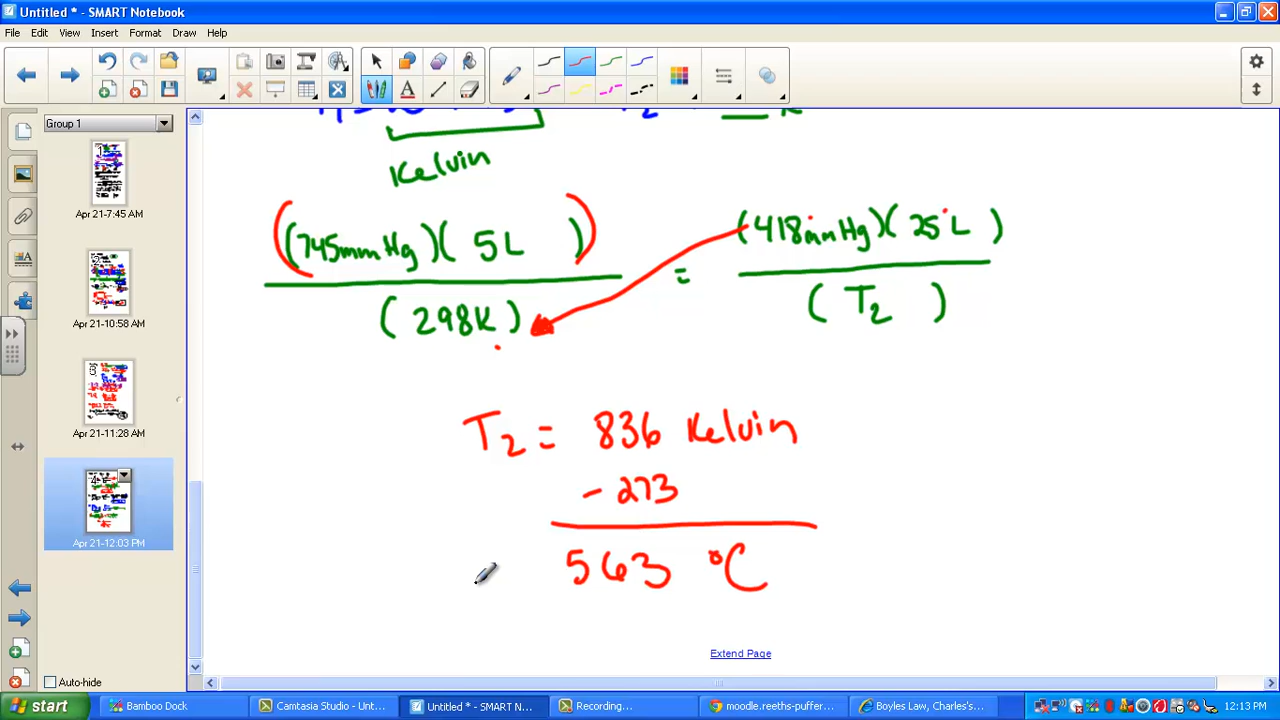 Untitled * - SMART Notebook
File Edit View Insert Format Draw Help
Group 1
Apr 21-7:45 AM
Apr 21-10:58 AM
Apr 21-11:28 AM
Apr 21-12:03 PM
Auto-hide
Kelvin
((745mmHg)(5L)) = (418mmHg)(25L)
(298K) (T2)
T2 = 836 Kelvin
-273
563 °C
Extend Page
start Bamboo Dock Camtasia Studio - Unt... Untitled * - SMART N... Recording... moodle.reeths-puffer... Boyles Law, Charles's... 12:13 PM